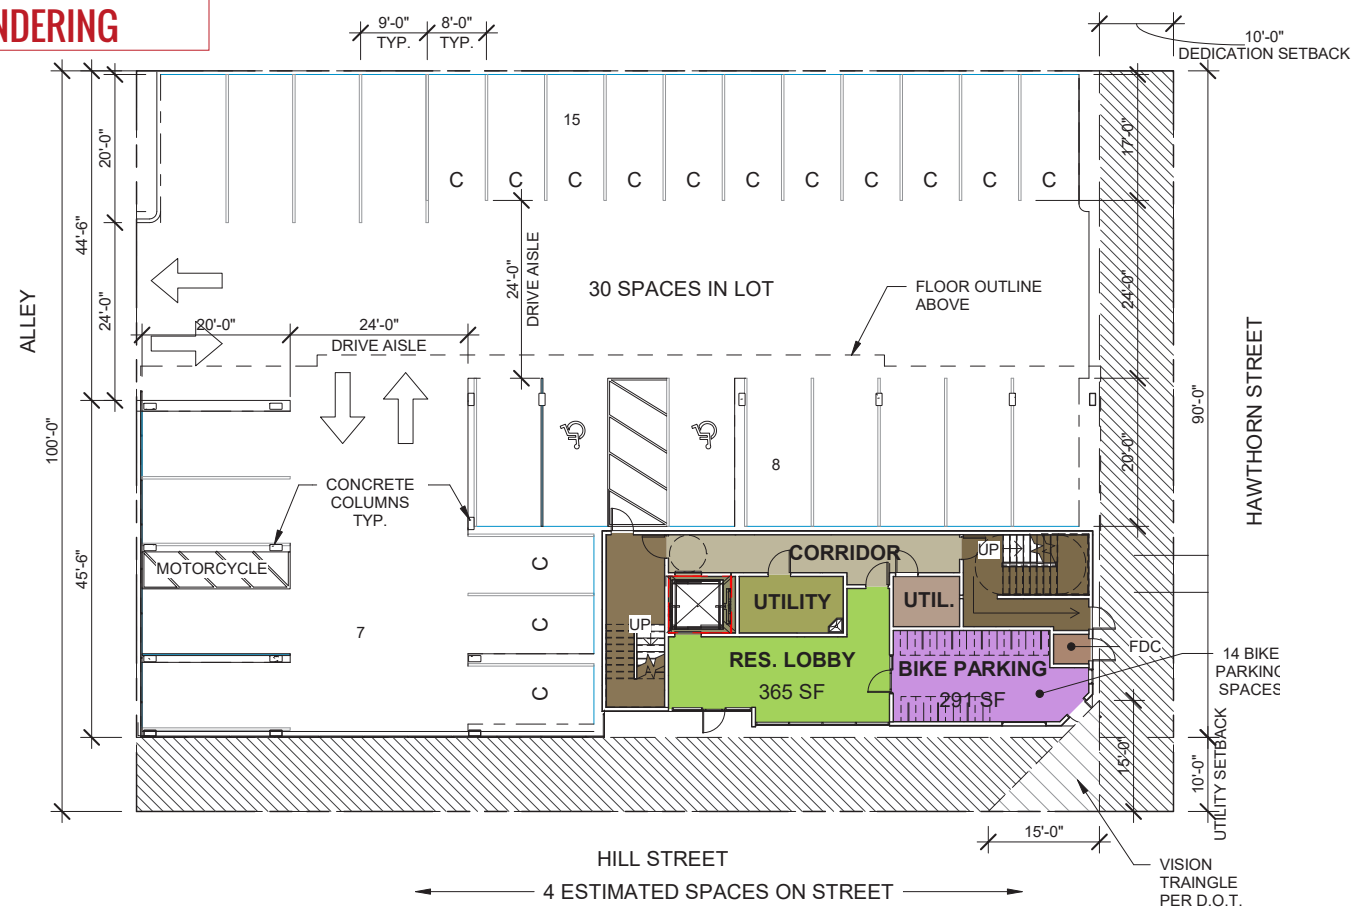 NDERING
9'-0"
TYP.
8'-0"
TYP.
10'-0"
DEDICATION SETBACK
15
C C C C C C C C C C C
20'-0"
17'-0"
44'-6"
24'-0"
DRIVE AISLE
24'-0"
30 SPACES IN LOT
FLOOR OUTLINE
ABOVE
24'-0"
ALLEY
20'-0"
24'-0"
DRIVE AISLE
HAWTHORN STREET
90'-0"
100'-0"
8
20'-0"
CONCRETE
COLUMNS
TYP.
45'-6"
MOTORCYCLE
C
C
C
7
CORRIDOR
UP
UTILITY
UTIL.
UP
RES. LOBBY
365 SF
BIKE PARKING
291 SF
FDC
14 BIKE
PARKING
SPACES
15'-0"
10'-0"
UTILITY SETBACK
15'-0"
HILL STREET
4 ESTIMATED SPACES ON STREET
VISION
TRAINGLE
PER D.O.T.